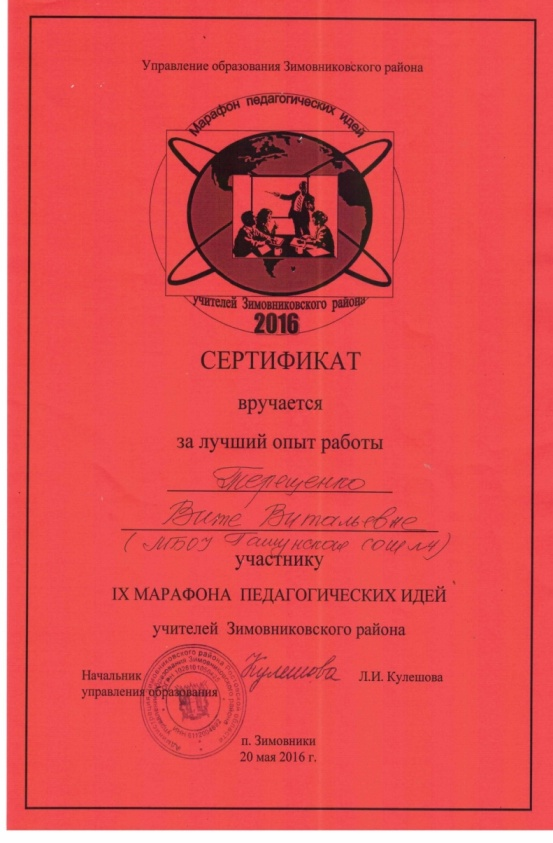 Управление образования Зимовниковского района
Марафон педагогических идей
учителей Зимовниковского района
2016
СЕРТИФИКАТ
вручается
за лучший опыт работы
Терещенко
Вите Витальевне
(МБОУ Гашунская сош №4)
участнику
IX МАРАФОНА ПЕДАГОГИЧЕСКИХ ИДЕЙ
учителей Зимовниковского района
Начальник Кулешова Л.И. Кулешова
управления образования
п. Зимовники
20 мая 2016 г.